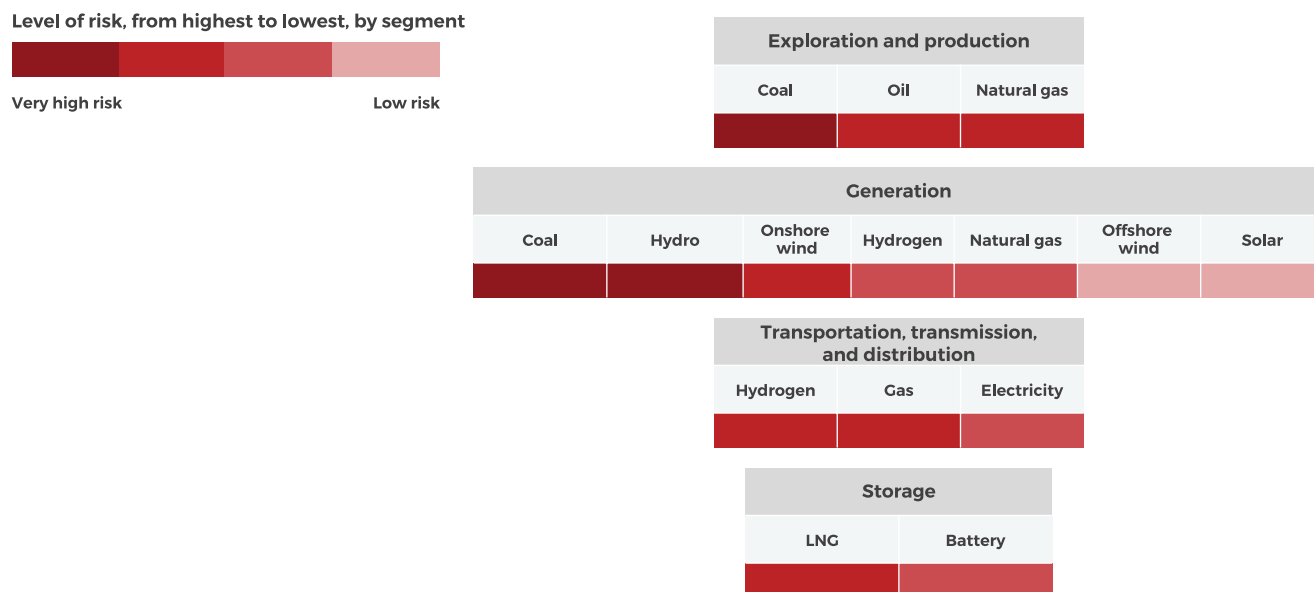 Level of risk, from highest to lowest, by segment
Very high risk
Low risk
Exploration and production
Coal
Oil
Natural gas
Generation
Coal
Hydro
Onshore
wind
Hydrogen
Natural gas
Offshore
wind
Solar
Transportation, transmission,
and distribution
Hydrogen
Gas
Electricity
Storage
LNG
Battery